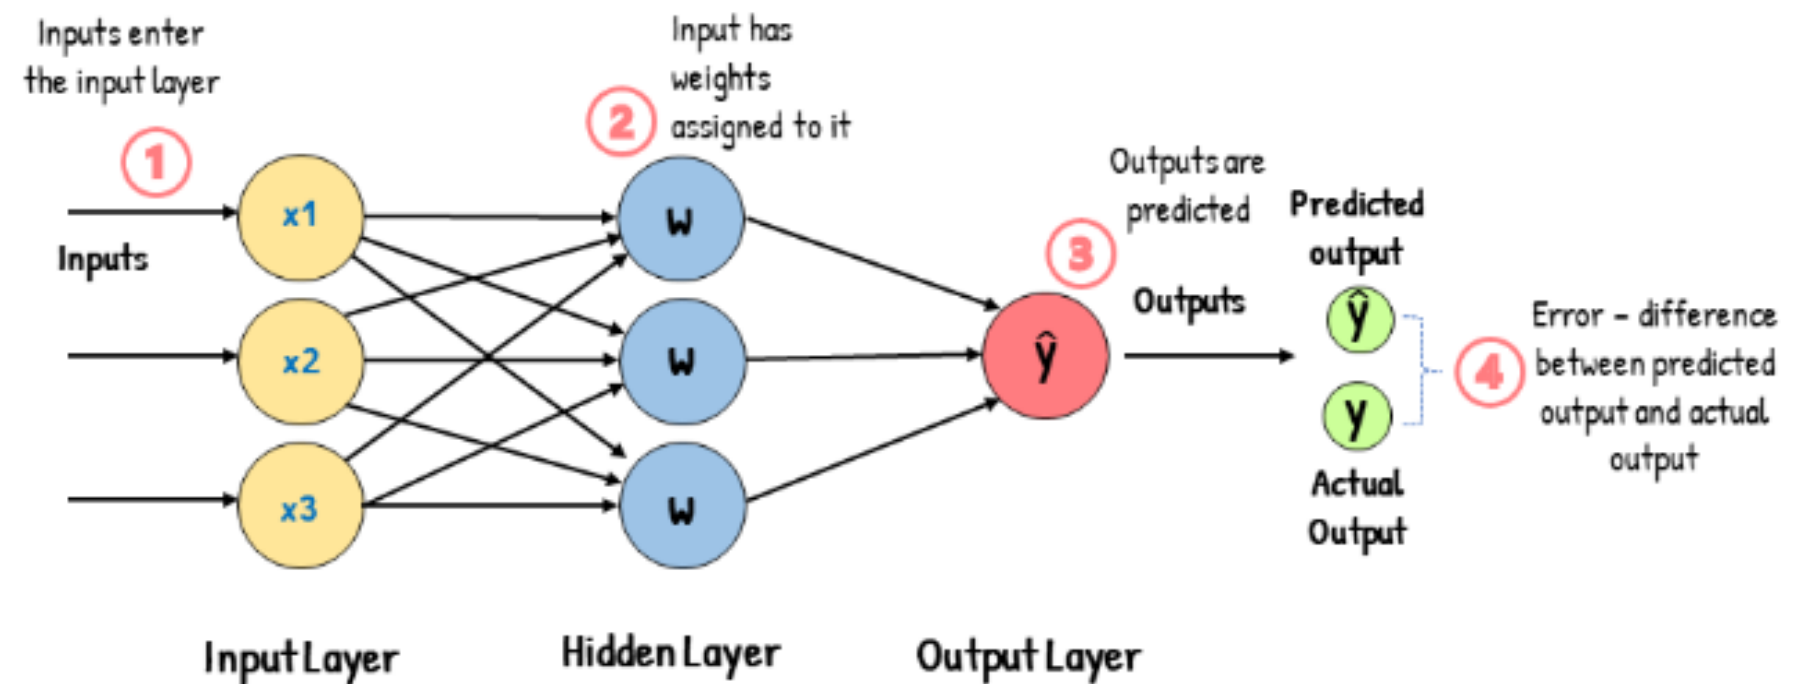 Inputs enter
the input layer
1
Inputs
x1
x2
x3
Input has
weights
assigned to it
2
w
w
w
Outputs are
predicted
3
ŷ
Outputs
Predicted
output
ŷ
y
Actual
Output
4
Error - difference
between predicted
output and actual
output
Input Layer
Hidden Layer
Output Layer